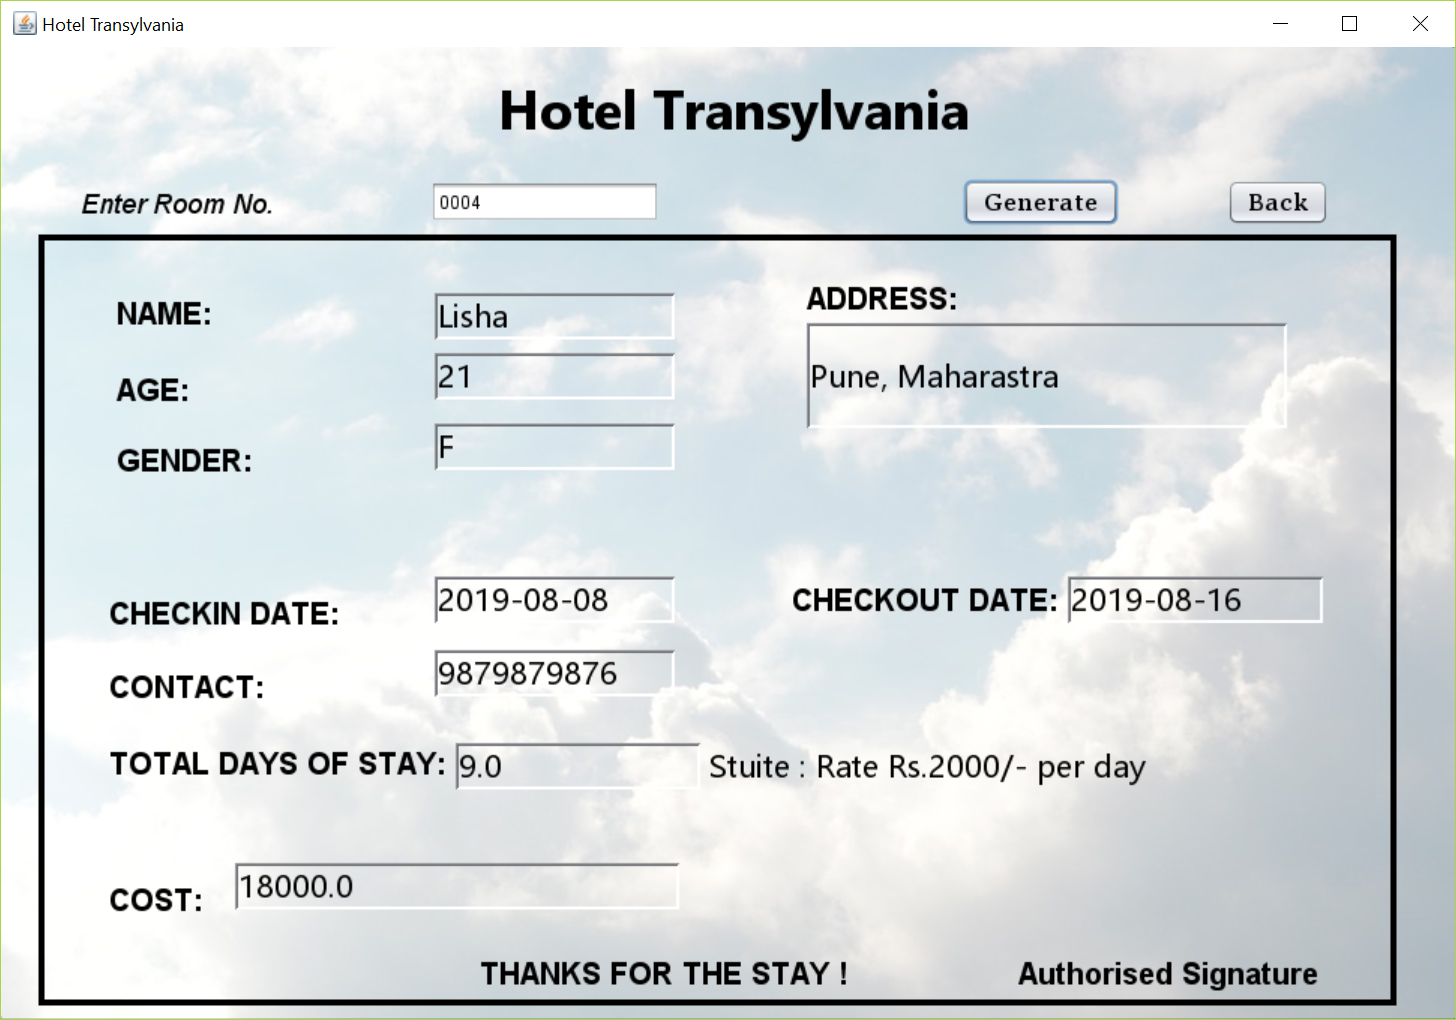 Hotel Transylvania
Hotel Transylvania
Enter Room No. 0004 Generate Back
NAME: Lisha
ADDRESS:
AGE: 21
Pune, Maharastra
GENDER: F
CHECKIN DATE: 2019-08-08 CHECKOUT DATE: 2019-08-16
CONTACT: 9879879876
TOTAL DAYS OF STAY: 9.0 Stuite : Rate Rs.2000/- per day
COST: 18000.0
THANKS FOR THE STAY ! Authorised Signature